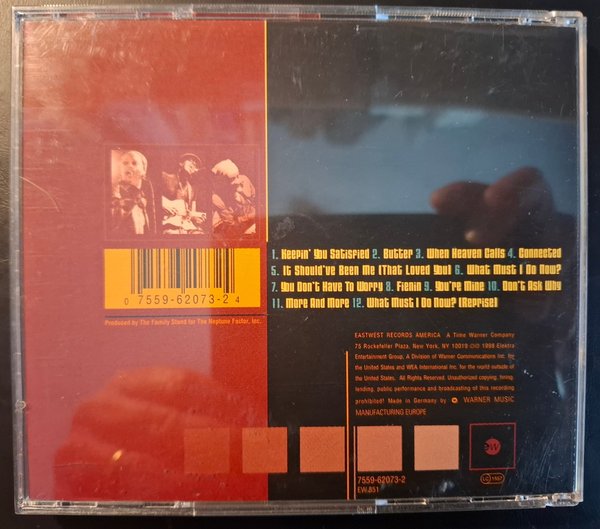 1. Keepin' You Satisfied 2. Butter 3. When Heaven Calls 4. Connected
5. It Should've Been Me (That Loved You) 6. What Must I Do Now?
7. You Don't Have To Worry 8. Fienin 9. You're Mine 10. Don't Ask Why
11. More And More 12. What Must I Do Now? (Reprise)
0 7559-62073-2 4
Produced by The Family Stand for The Neptune Factor, Inc.
EASTWEST RECORDS AMERICA A Time Warner Company
75 Rockefeller Plaza, New York, NY 10019 ©℗ 1998 Elektra
Entertainment Group, A Division of Warner Communications Inc. for
the United States and WEA International Inc. for the world outside of
the United States. All Rights Reserved. Unauthorized copying, hiring,
lending, public performance and broadcasting of this recording
prohibited! Made in Germany by WARNER MUSIC
MANUFACTURING EUROPE
7559-62073-2
EW 851
eW
LC